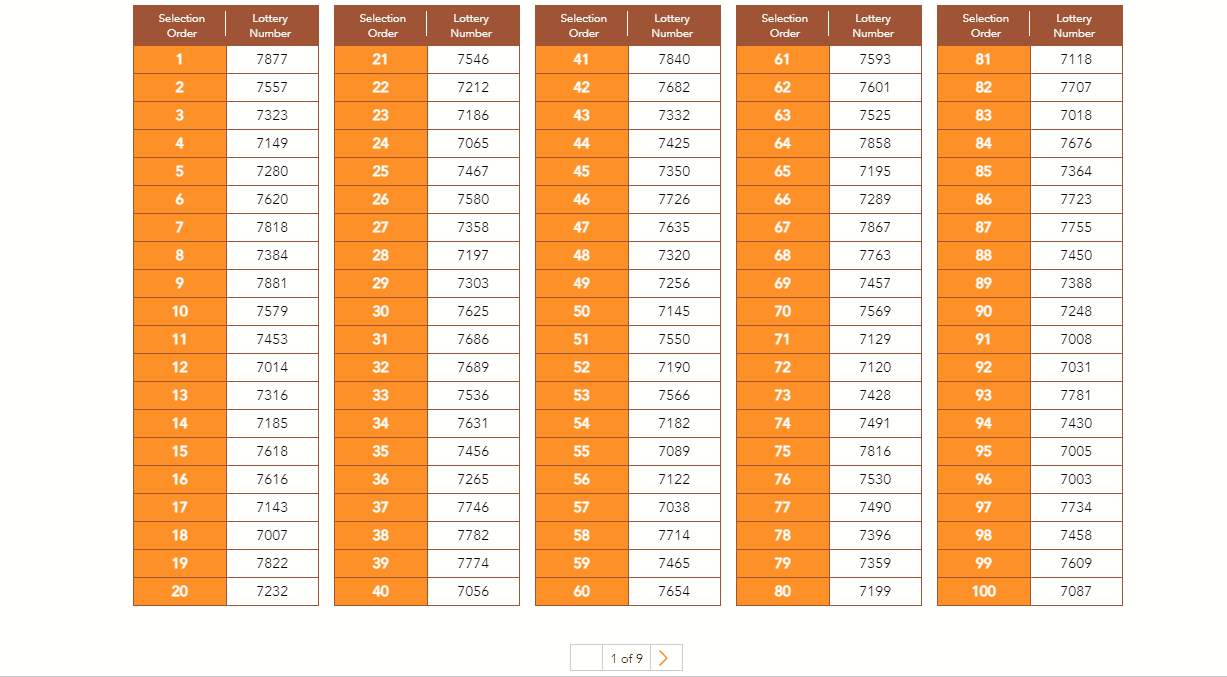 Selection Order Lottery Number Selection Order Lottery Number Selection Order Lottery Number Selection Order Lottery Number Selection Order Lottery Number
1 7877 21 7546 41 7840 61 7593 81 7118
2 7557 22 7212 42 7682 62 7601 82 7707
3 7323 23 7186 43 7332 63 7525 83 7018
4 7149 24 7065 44 7425 64 7858 84 7676
5 7280 25 7467 45 7350 65 7195 85 7364
6 7620 26 7580 46 7726 66 7289 86 7723
7 7818 27 7358 47 7635 67 7867 87 7755
8 7384 28 7197 48 7320 68 7763 88 7450
9 7881 29 7303 49 7256 69 7457 89 7388
10 7579 30 7625 50 7145 70 7569 90 7248
11 7453 31 7686 51 7550 71 7129 91 7008
12 7014 32 7689 52 7190 72 7120 92 7031
13 7316 33 7536 53 7566 73 7428 93 7781
14 7185 34 7631 54 7182 74 7491 94 7430
15 7618 35 7456 55 7089 75 7816 95 7005
16 7616 36 7265 56 7122 76 7530 96 7003
17 7143 37 7746 57 7038 77 7490 97 7734
18 7007 38 7782 58 7714 78 7396 98 7458
19 7822 39 7774 59 7465 79 7359 99 7609
20 7232 40 7056 60 7654 80 7199 100 7087
1 of 9